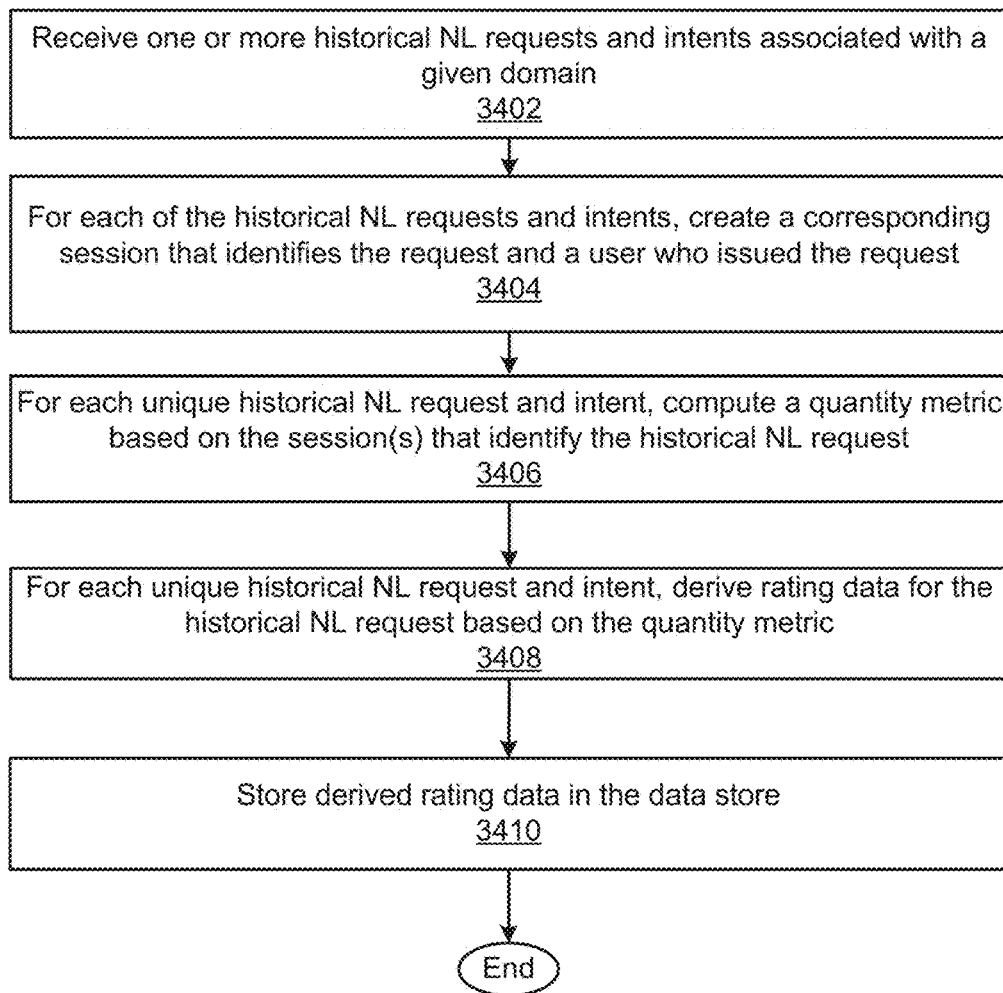 Receive one or more historical NL requests and intents associated with a
given domain
3402
For each of the historical NL requests and intents, create a corresponding
session that identifies the request and a user who issued the request
3404
For each unique historical NL request and intent, compute a quantity metric
based on the session(s) that identify the historical NL request
3406
For each unique historical NL request and intent, derive rating data for the
historical NL request based on the quantity metric
3408
Store derived rating data in the data store
3410
End